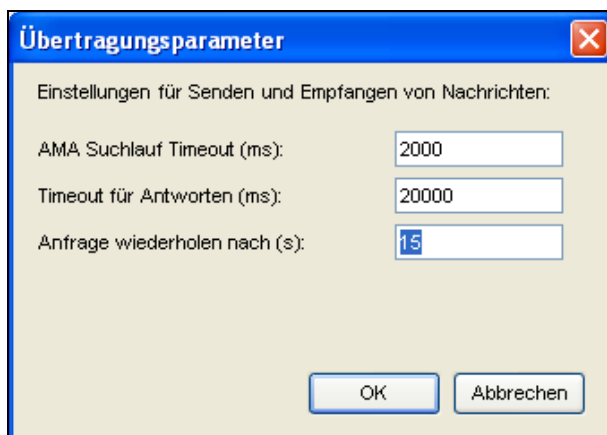 Übertragungsparameter
Einstellungen für Senden und Empfangen von Nachrichten:
AMA Suchlauf Timeout (ms): 2000
Timeout für Antworten (ms): 20000
Anfrage wiederholen nach (s): 15
OK Abbrechen